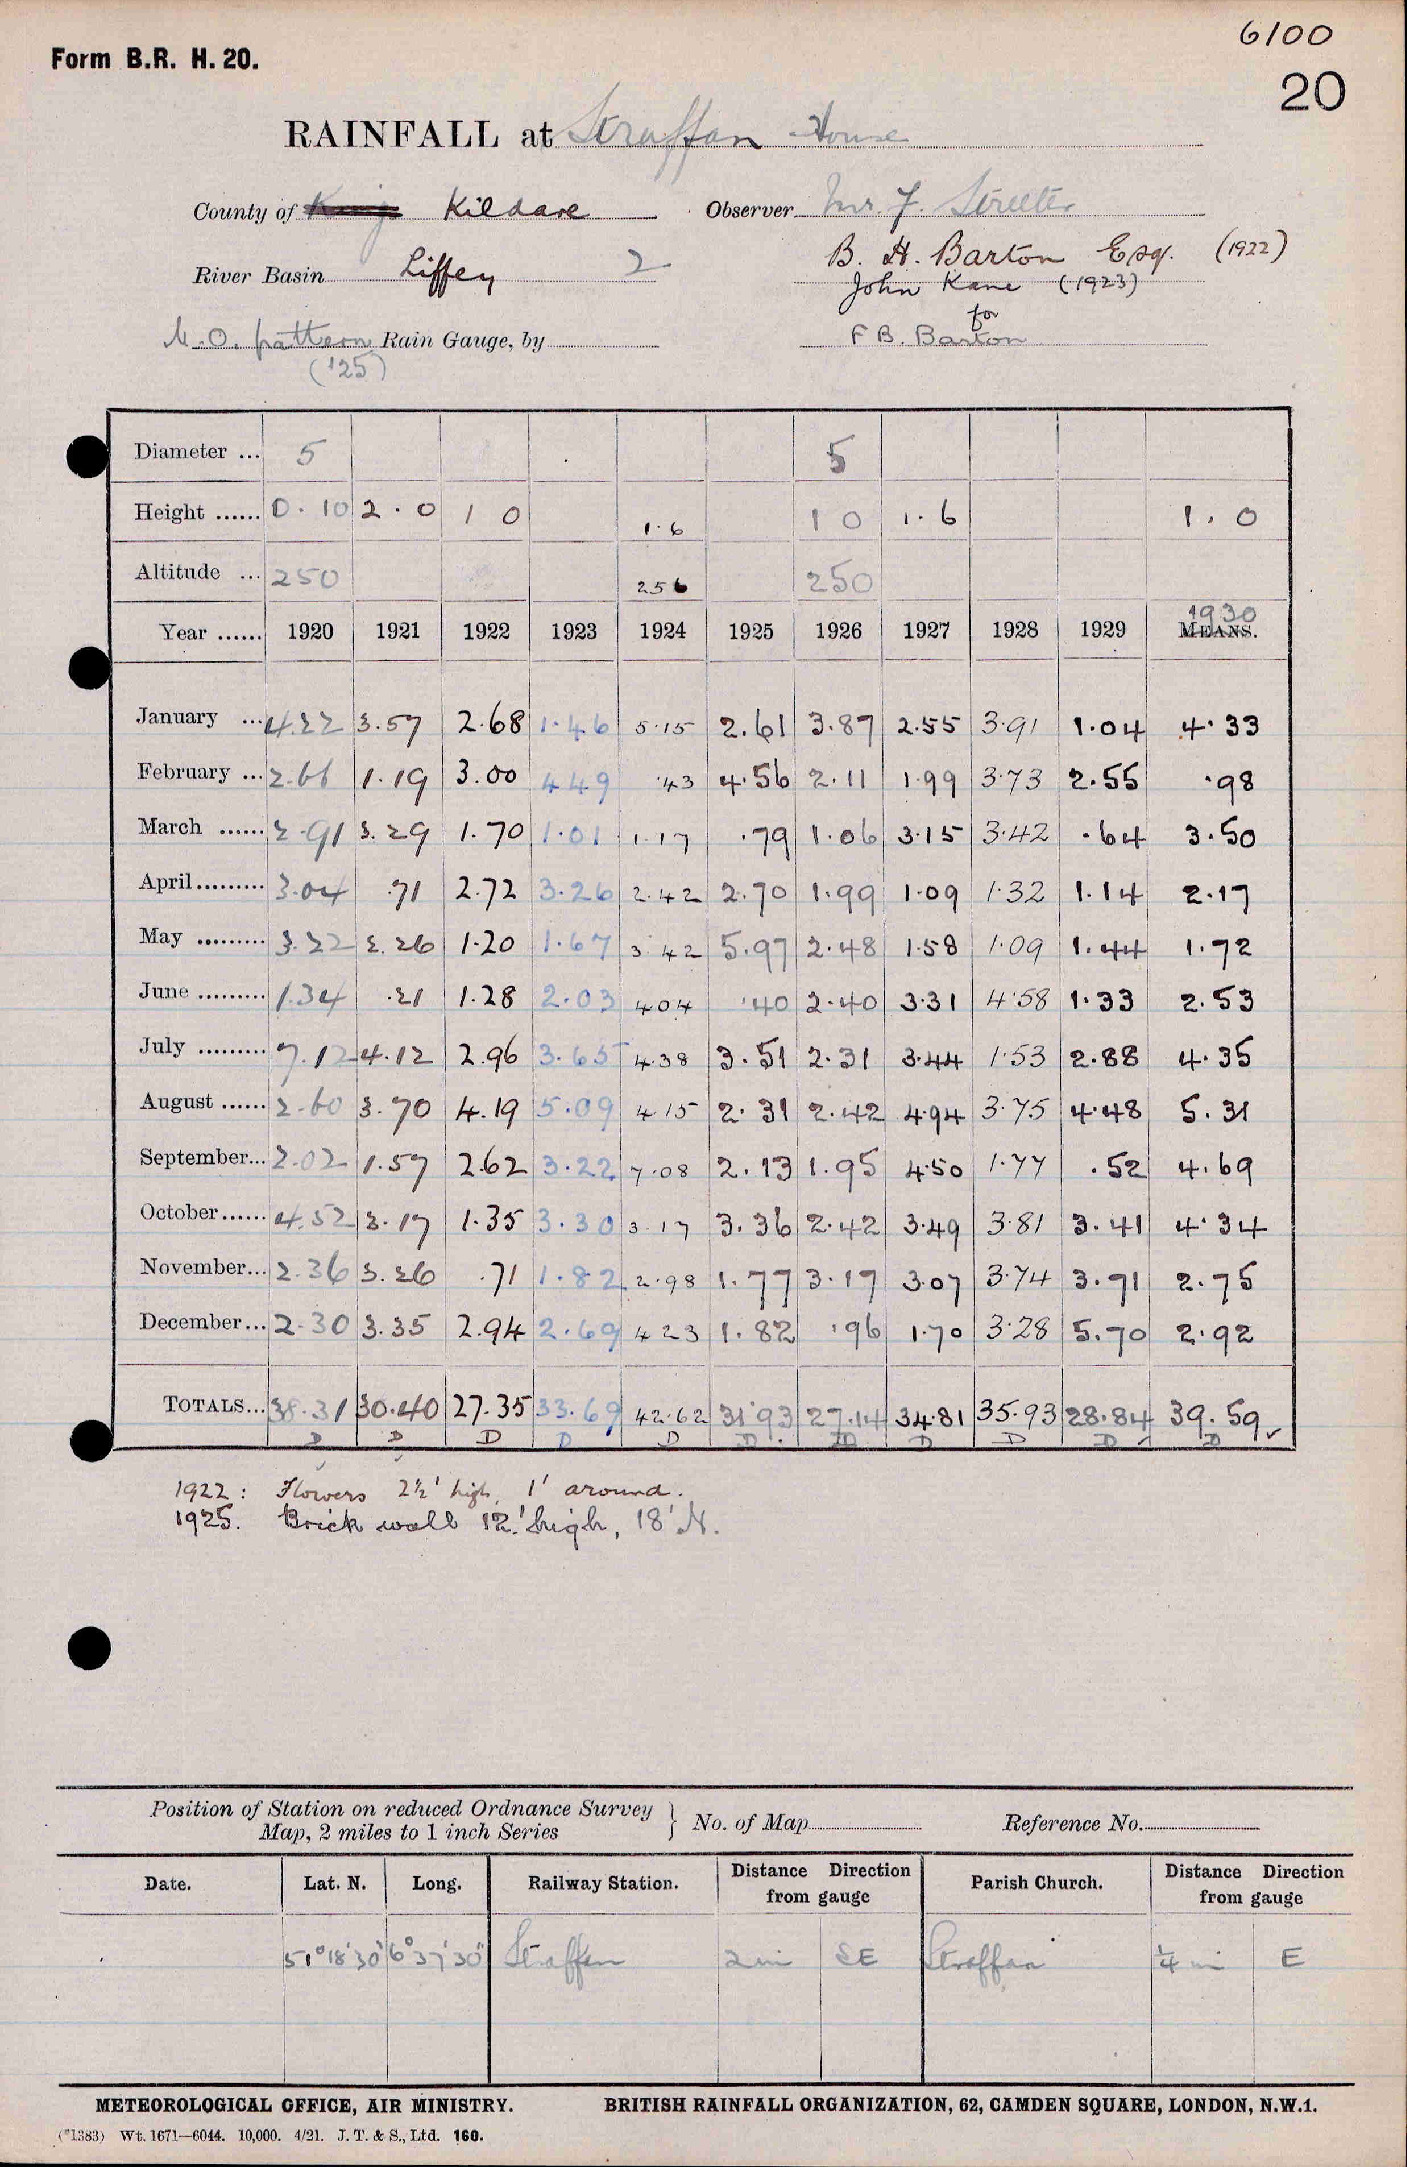 6100
Form B.R. H. 20.
20
RAINFALL at Straffan House
County of King's Kildare Observer Mr. J. Streeter
River Basin Liffey 2 B. H. Barton Esq. (1922)
John Kane (1923)
for
M.O. pattern Rain Gauge, by F B. Barton
('25)
Diameter ... 5 5
Height ...... 0.10 2.0 1 0 1.6 1 0 1.6 1.0
Altitude ... 250 256 250
1930
Year ...... 1920 1921 1922 1923 1924 1925 1926 1927 1928 1929 MEANS.
January ... 4.22 3.57 2.68 1.46 5.15 2.61 3.87 2.55 3.91 1.04 4.33
February ... 2.66 1.19 3.00 4.49 .43 4.56 2.11 1.99 3.73 2.55 .98
March ...... 2.91 3.29 1.70 1.01 1.17 .79 1.06 3.15 3.42 .64 3.50
April ......... 3.04 .71 2.72 3.26 2.42 2.70 1.99 1.09 1.32 1.14 2.17
May ......... 3.22 2.26 1.20 1.67 3 42 5.97 2.48 1.58 1.09 1.44 1.72
June ......... 1.34 .21 1.28 2.03 4.04 .40 2.40 3.31 4.58 1.33 2.53
July ......... 7.12 4.12 2.96 3.65 4.38 3.51 2.31 3.44 1.53 2.88 4.35
August ...... 2.60 3.70 4.19 5.09 4 15 2.31 2.42 4.94 3.75 4.48 5.31
September... 2.02 1.57 2.62 3.22 7.08 2.13 1.95 4.50 1.77 .52 4.69
October...... 4.52 3.17 1.35 3.30 3 17 3.36 2.42 3.49 3.81 3.41 4.34
November... 2.36 3.26 .71 1.82 2.98 1.77 3.17 3.07 3.74 3.71 2.75
December... 2.30 3.35 2.94 2.69 4 23 1.82 .96 1.70 3.28 5.70 2.92
TOTALS... 38.31 30.40 27.35 33.69 42.62 31.93 27.14 34.81 35.93 28.84 39.59
D D D D D D D D D D D
1922: Flowers 2½' high, 1' around.
1925. Brick wall 12' high, 18' N.
Position of Station on reduced Ordnance Survey
Map, 2 miles to 1 inch Series } No. of Map Reference No.
Date. Lat. N. Long. Railway Station. Distance Direction from gauge Parish Church. Distance Direction from gauge
51° 18' 30" 6° 37' 30" Straffan 2 mi SE Straffan ¼ mi E
METEOROLOGICAL OFFICE, AIR MINISTRY. BRITISH RAINFALL ORGANIZATION, 62, CAMDEN SQUARE, LONDON, N.W.1.
(*1383) Wt. 1671—6044. 10,000. 4/21. J. T. & S., Ltd. 160.